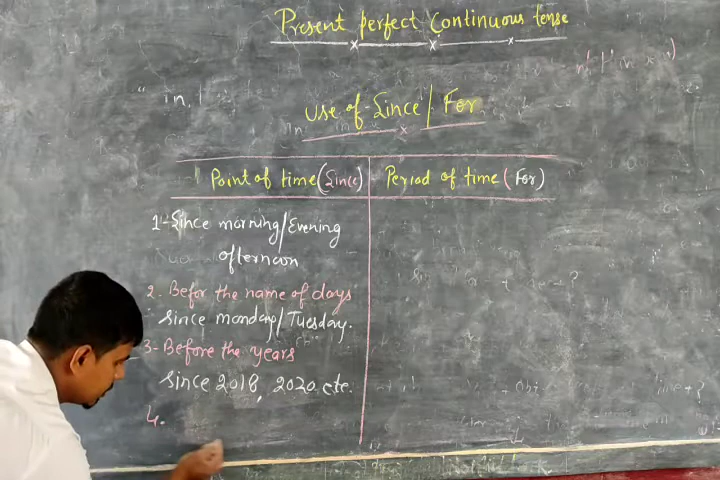 Present perfect Continuous tense
Use of Since / For
Point of time (Since)
Period of time (For)
1- Since morning/Evening
afternoon
2. Befor the name of days
Since monday/Tuesday.
3- Before the years
Since 2018, 2020 etc.
4.